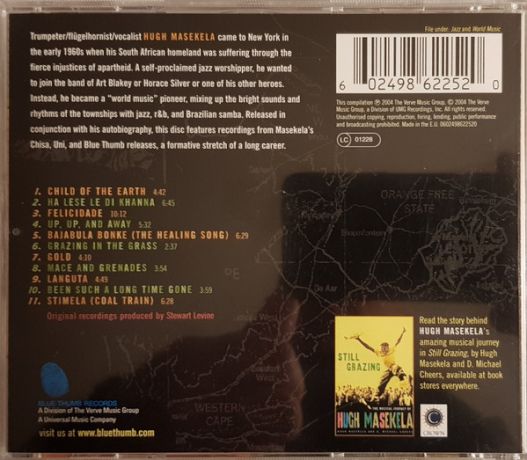 Trumpeter/flügelhornist/vocalist HUGH MASEKELA came to New York in
the early 1960s when his South African homeland was suffering through the
fierce injustices of apartheid. A self-proclaimed jazz worshipper, he wanted
to join the band of Art Blakey or Horace Silver or one of his other heroes.
Instead, he became a "world music" pioneer, mixing up the bright sounds and
rhythms of the townships with jazz, r&b, and Brazilian samba. Released in
conjunction with his autobiography, this disc features recordings from Masekela's
Chisa, Uni, and Blue Thumb releases, a formative stretch of a long career.
File under: Jazz and World Music
6 02498 62252 0
This compilation ℗ 2004 The Verve Music Group © 2004 The Verve
Music Group, a Division of UMG Recordings, Inc. All rights reserved.
Unauthorised copying, reproduction, hiring, lending, public performance
and broadcasting prohibited. Made in the E.U. 0602498622520
LC 01228
1. CHILD OF THE EARTH 4:42
2. HA LESE LE DI KHANNA 6:45
3. FELICIDADE 10:12
4. UP, UP, AND AWAY 5:32
5. BAJABULA BONKE (THE HEALING SONG) 6:29
6. GRAZING IN THE GRASS 2:37
7. GOLD 4:10
8. MACE AND GRENADES 3:54
9. LANGUTA 4:49
10. BEEN SUCH A LONG TIME GONE 3:59
11. STIMELA (COAL TRAIN) 6:28
Original recordings produced by Stewart Levine
ORANGE FREE
STATE
De Aar
WESTERN
CAPE
STILL
GRAZING
THE MUSICAL JOURNEY OF
HUGH MASEKELA
Read the story behind
HUGH MASEKELA's
amazing musical journey
in Still Grazing, by Hugh
Masekela and D. Michael
Cheers, available at book
stores everywhere.
CROWN
BLUE THUMB RECORDS
A Division of The Verve Music Group
A Universal Music Company
visit us at www.bluethumb.com